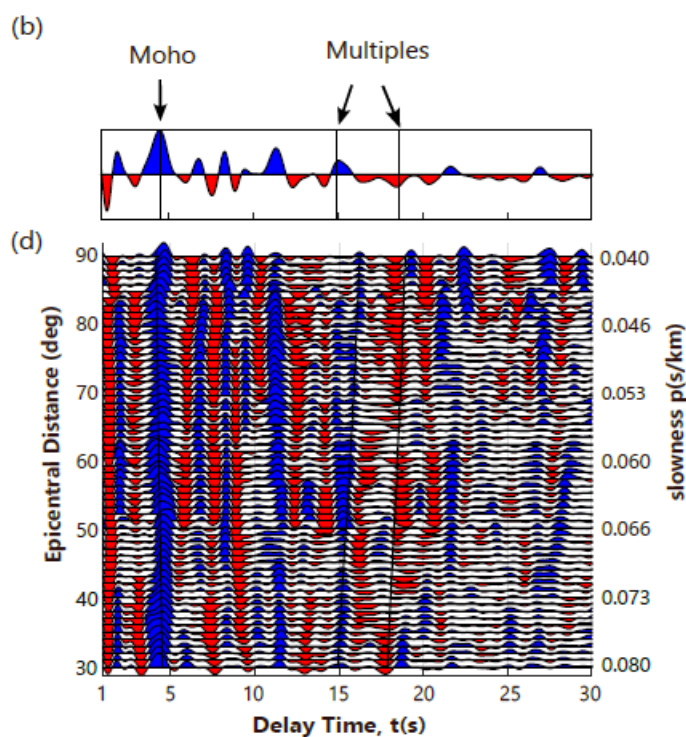 (b)
Moho
Multiples
(d)
90
80
70
60
50
40
30
Epicentral Distance (deg)
0.040
0.046
0.053
0.060
0.066
0.073
0.080
slowness p(s/km)
1 5 10 15 20 25 30
Delay Time, t(s)